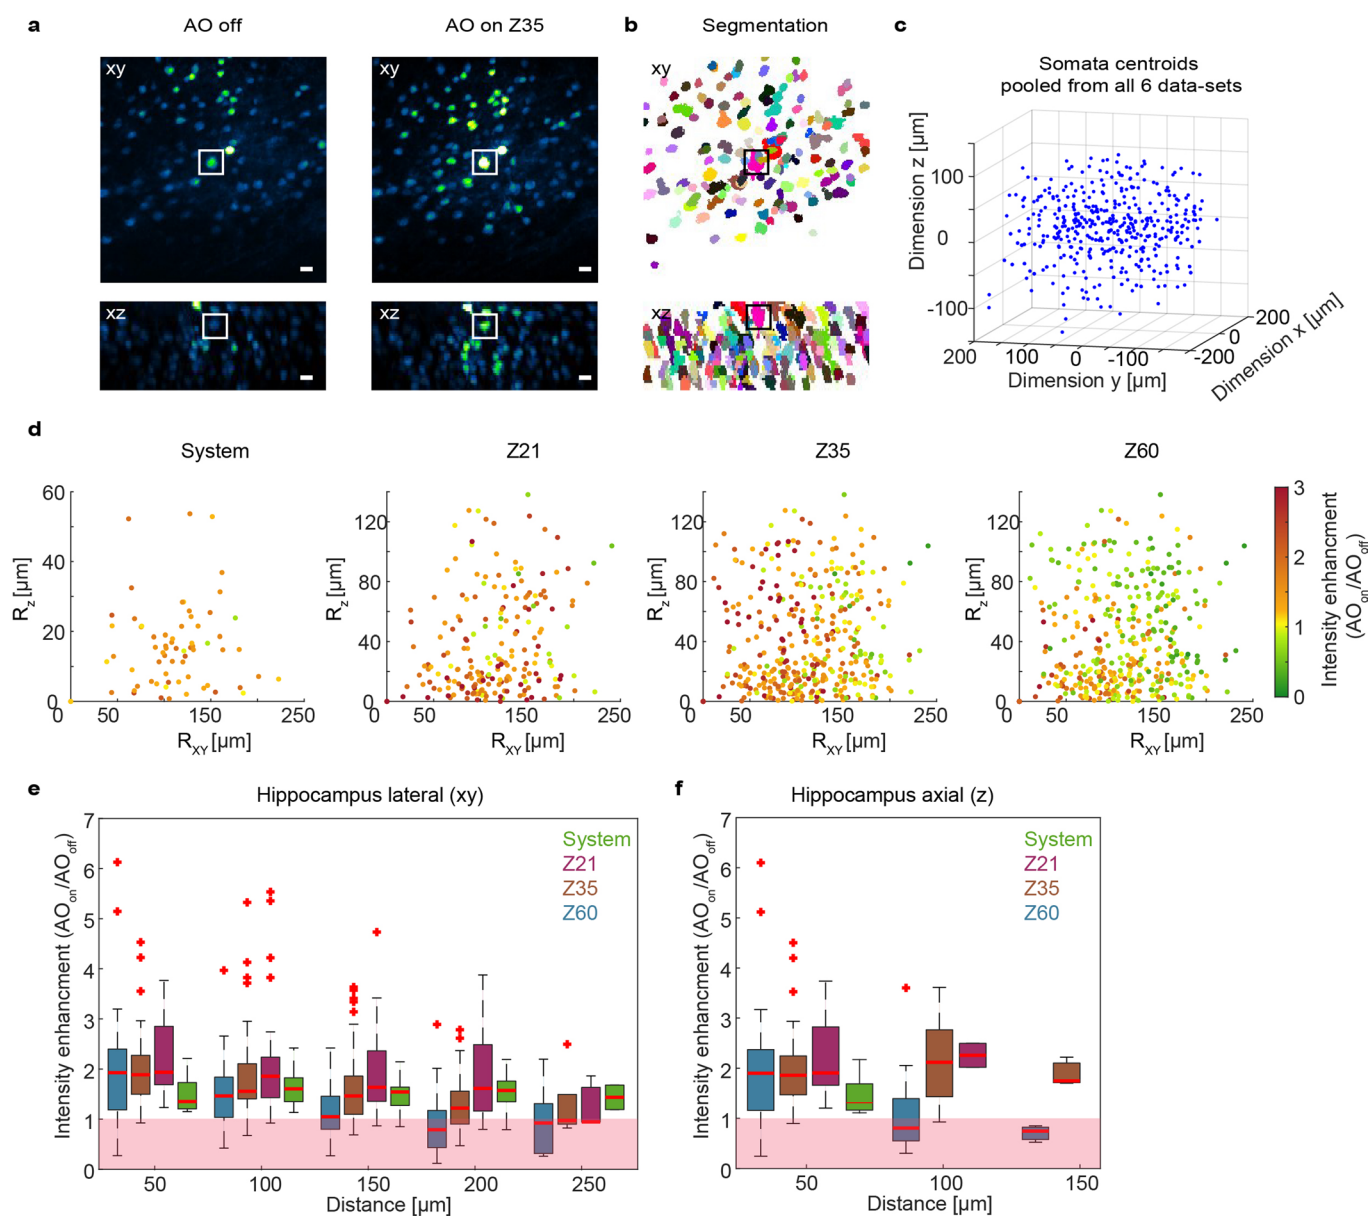 a
AO off
AO on Z35
b
Segmentation
c
xy
xy
xy
xz
xz
xz
Somata centroids
pooled from all 6 data-sets
Dimension z [µm]
100
0
-100
200
100
0
-100
-200
0
200
Dimension y [µm]
Dimension x [µm]
d
System
Z21
Z35
Z60
60
40
20
0
R_z [µm]
0
50
150
250
R_XY [µm]
120
80
40
0
R_z [µm]
0
50
150
250
R_XY [µm]
120
80
40
0
R_z [µm]
0
50
150
250
R_XY [µm]
120
80
40
0
R_z [µm]
0
50
150
250
R_XY [µm]
3
2
1
0
Intensity enhancment
(AO_on/AO_off)
e
Hippocampus lateral (xy)
Intensity enhancment (AO_on/AO_off)
7
6
5
4
3
2
1
0
System
Z21
Z35
Z60
50
100
150
200
250
Distance [µm]
f
Hippocampus axial (z)
Intensity enhancment (AO_on/AO_off)
7
6
5
4
3
2
1
0
System
Z21
Z35
Z60
50
100
150
Distance [µm]